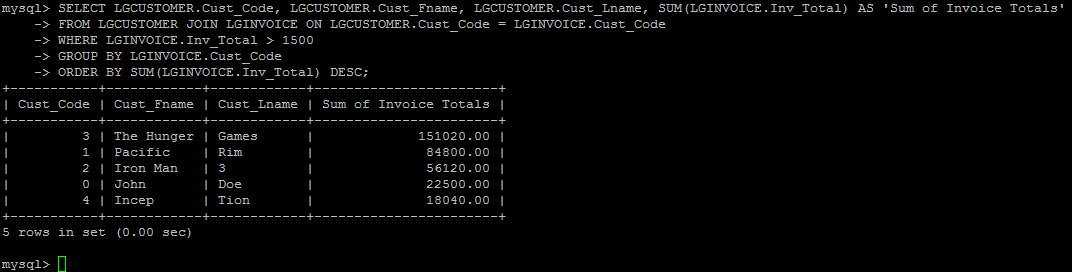 mysql> SELECT LGCUSTOMER.Cust_Code, LGCUSTOMER.Cust_Fname, LGCUSTOMER.Cust_Lname, SUM(LGINVOICE.Inv_Total) AS 'Sum of Invoice Totals'
    -> FROM LGCUSTOMER JOIN LGINVOICE ON LGCUSTOMER.Cust_Code = LGINVOICE.Cust_Code
    -> WHERE LGINVOICE.Inv_Total > 1500
    -> GROUP BY LGINVOICE.Cust_Code
    -> ORDER BY SUM(LGINVOICE.Inv_Total) DESC;
+-----------+------------+------------+-----------------------+
| Cust_Code | Cust_Fname | Cust_Lname | Sum of Invoice Totals |
+-----------+------------+------------+-----------------------+
|         3 | The Hunger | Games      |             151020.00 |
|         1 | Pacific    | Rim        |              84800.00 |
|         2 | Iron Man   | 3          |              56120.00 |
|         0 | John       | Doe        |              22500.00 |
|         4 | Incep      | Tion       |              18040.00 |
+-----------+------------+------------+-----------------------+
5 rows in set (0.00 sec)
mysql>